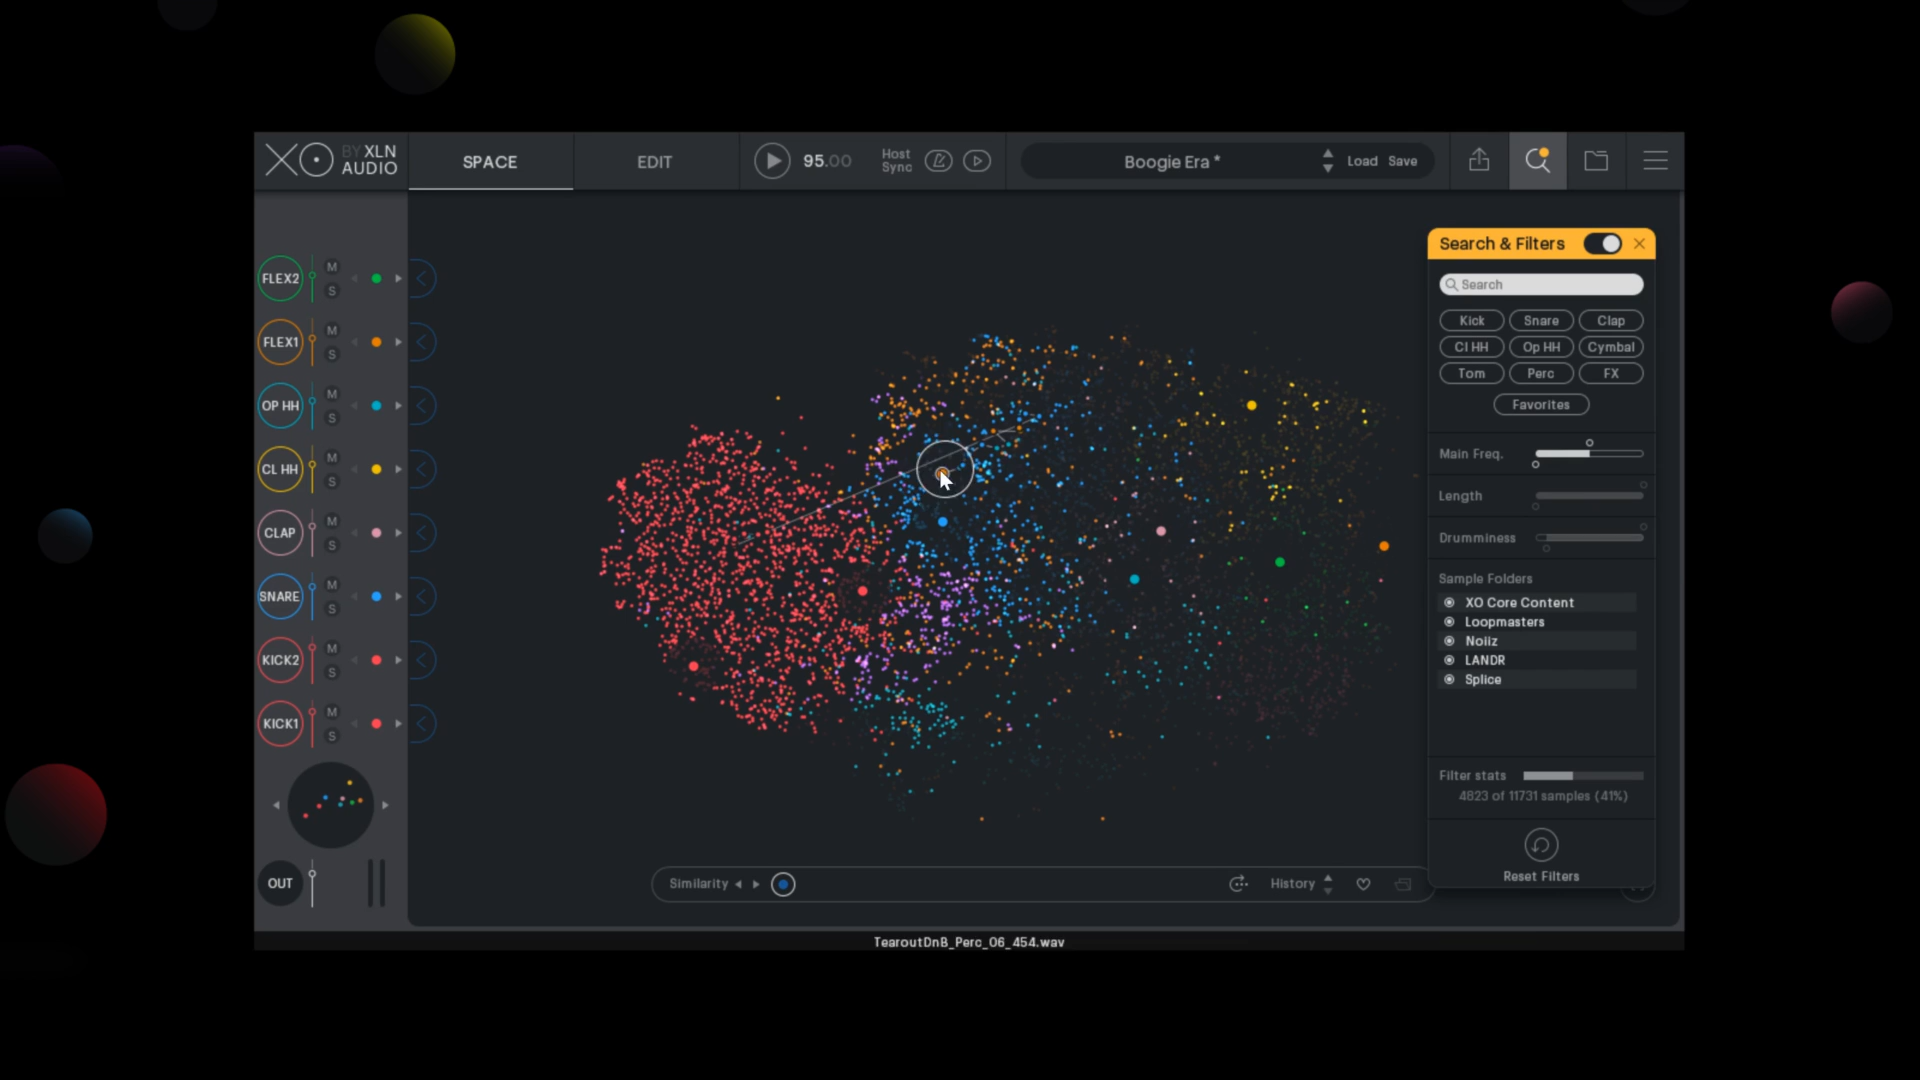 XO BY XLN AUDIO
SPACE
EDIT
95.00
Host Sync
Boogie Era *
Load
Save
FLEX2
M
S
FLEX1
M
S
OP HH
M
S
CL HH
M
S
CLAP
M
S
SNARE
M
S
KICK2
M
S
KICK1
M
S
OUT
Search & Filters
Search
Kick
Snare
Clap
Cl HH
Op HH
Cymbal
Tom
Perc
FX
Favorites
Main Freq.
Length
Drumminess
Sample Folders
XO Core Content
Loopmasters
Noiiz
LANDR
Splice
Filter stats
4823 of 11731 samples (41%)
Reset Filters
Similarity
History
TearoutDnB_Perc_06_454.wav